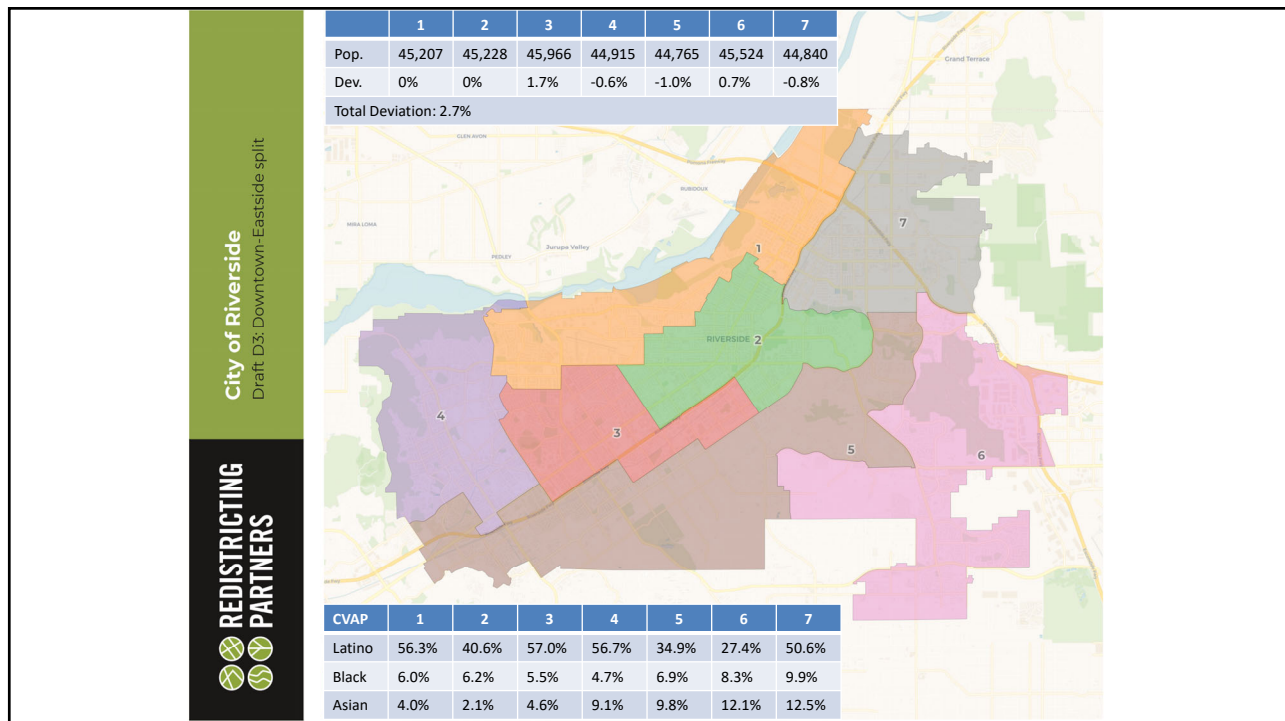 City of Riverside
Draft D3: Downtown-Eastside split
REDISTRICTING
PARTNERS
1 2 3 4 5 6 7
Pop. 45,207 45,228 45,966 44,915 44,765 45,524 44,840
Dev. 0% 0% 1.7% -0.6% -1.0% 0.7% -0.8%
Total Deviation: 2.7%
Grand Terrace
GLEN AVON
RUBIDOUX
MIRA LOMA
7
1
Jurupa Valley
PEDLEY
RIVERSIDE
2
4
3
5
6
CVAP 1 2 3 4 5 6 7
Latino 56.3% 40.6% 57.0% 56.7% 34.9% 27.4% 50.6%
Black 6.0% 6.2% 5.5% 4.7% 6.9% 8.3% 9.9%
Asian 4.0% 2.1% 4.6% 9.1% 9.8% 12.1% 12.5%